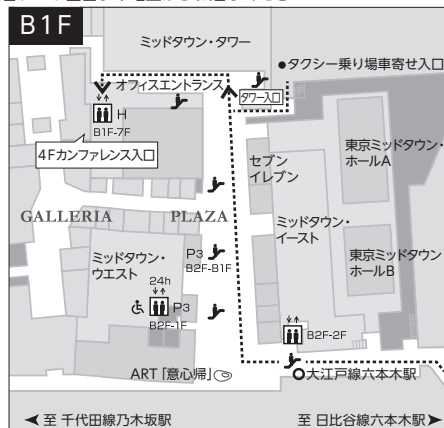 B1F
ミッドタウン・タワー
●タクシー乗り場車寄せ入口
オフィスエントランス
タワー入口
H
B1F-7F
4Fカンファレンス入口
セブン
イレブン
東京ミッドタウン・
ホールA
GALLERIA
PLAZA
ミッドタウン・
イースト
ミッドタウン・
ウエスト
P3
B2F-B1F
東京ミッドタウン
ホールB
24h
P3
B2F-1F
B2F-2F
ART「意心帰」
大江戸線六本木駅
至 千代田線乃木坂駅
至 日比谷線六本木駅